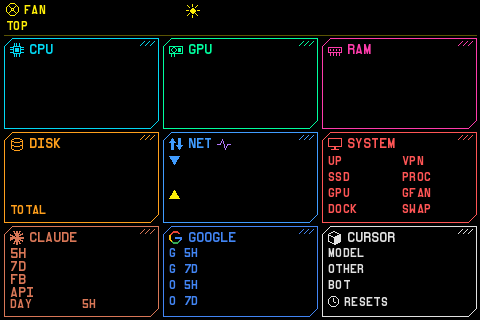 FAN
TOP
CPU
GPU
RAM
DISK
TOTAL
NET
SYSTEM
UP VPN
SSD PROC
GPU GFAN
DOCK SWAP
CLAUDE
5H
7D
FB
API
DAY 5H
GOOGLE
G 5H
G 7D
O 5H
O 7D
CURSOR
MODEL
OTHER
BOT
RESETS